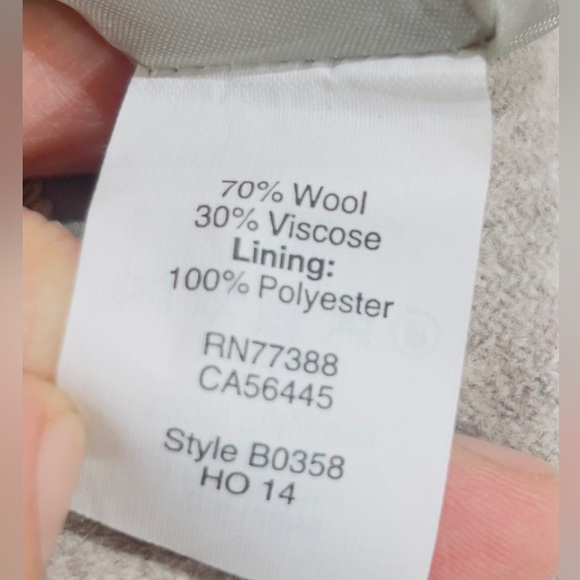 70% Wool
30% Viscose
Lining:
100% Polyester
RN77388
CA56445
Style B0358
HO 14